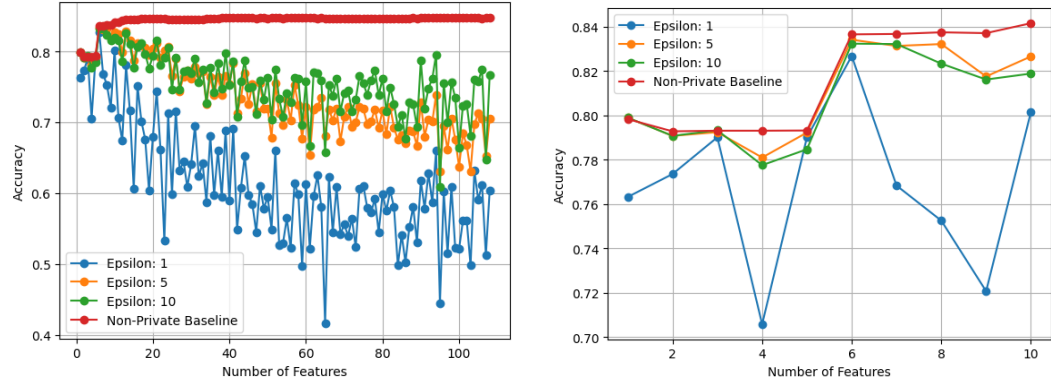 Accuracy
0.8
0.7
0.6
0.5
0.4
Epsilon: 1
Epsilon: 5
Epsilon: 10
Non-Private Baseline
0 20 40 60 80 100
Number of Features
Accuracy
0.84
0.82
0.80
0.78
0.76
0.74
0.72
0.70
Epsilon: 1
Epsilon: 5
Epsilon: 10
Non-Private Baseline
2 4 6 8 10
Number of Features